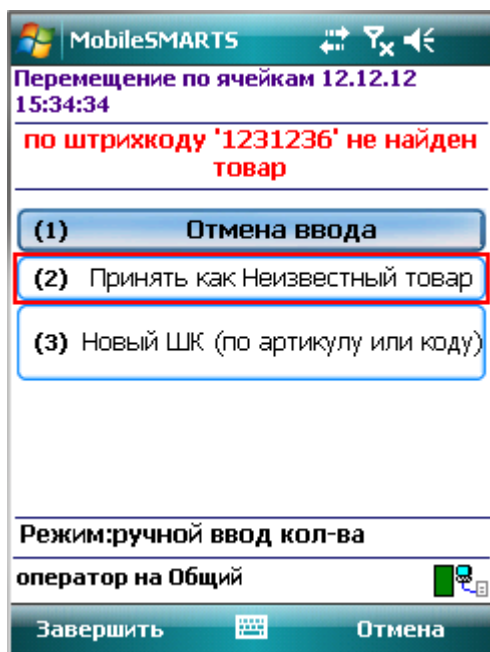 MobileSMARTS
Перемещение по ячейкам 12.12.12
15:34:34
по штрихкоду '1231236' не найден
товар
(1) Отмена ввода
(2) Принять как Неизвестный товар
(3) Новый ШК (по артикулу или коду)
Режим:ручной ввод кол-ва
оператор на Общий
Завершить Отмена